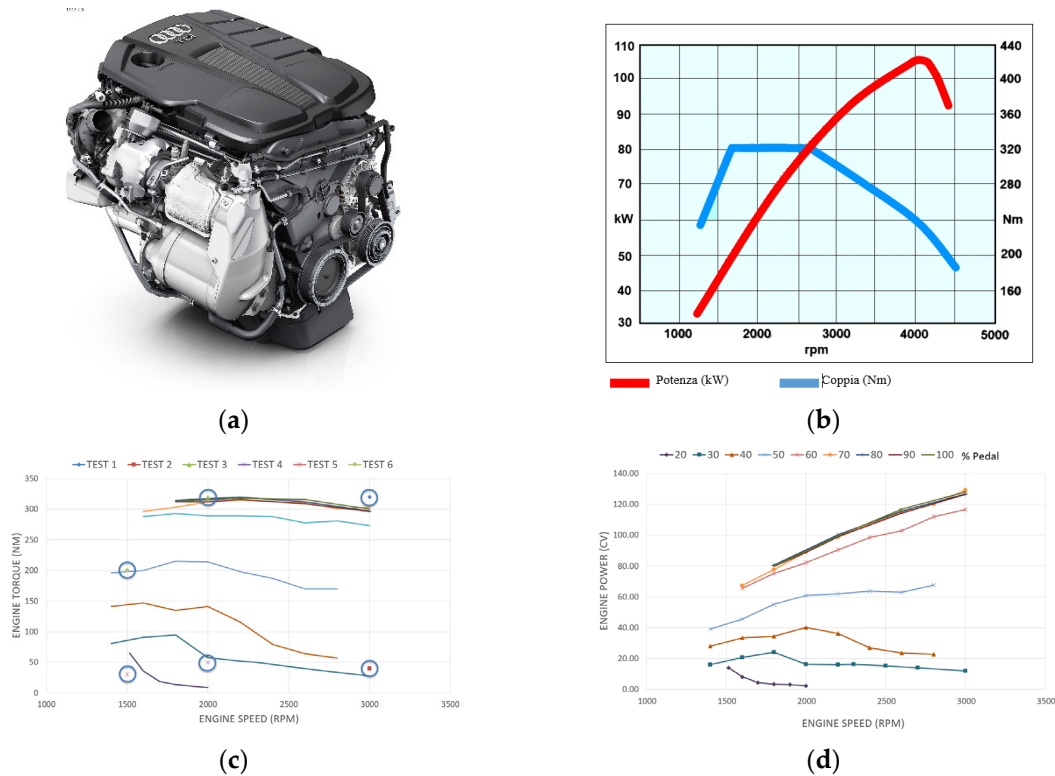 TDI
(a)
110
100
90
80
70
kW
50
40
30
440
400
360
320
280
Nm
200
160
1000 2000 3000 4000 5000
rpm
Potenza (kW) Coppia (Nm)
(b)
TEST 1 TEST 2 TEST 3 TEST 4 TEST 5 TEST 6
ENGINE TORQUE (NM)
350
300
250
200
150
100
50
0
1000 1500 2000 2500 3000 3500
ENGINE SPEED (RPM)
(c)
20 30 40 50 60 70 80 90 100 % Pedal
ENGINE POWER (CV)
140.00
120.00
100.00
80.00
60.00
40.00
20.00
0.00
1000 1500 2000 2500 3000 3500
ENGINE SPEED (RPM)
(d)